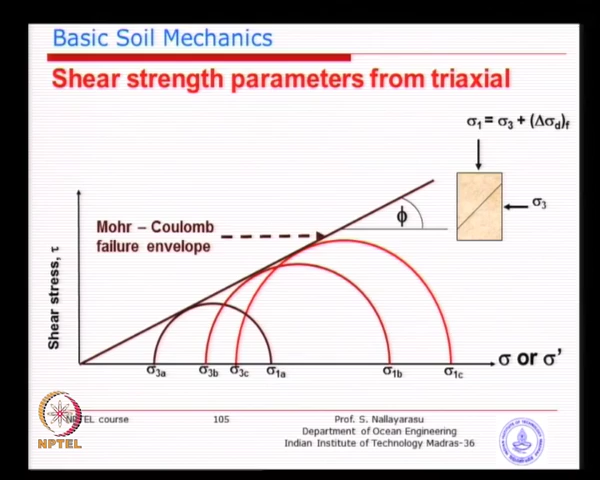 Basic Soil Mechanics
Shear strength parameters from triaxial
σ1 = σ3 + (Δσd)f
σ3
ϕ
Mohr – Coulomb
failure envelope
Shear stress, τ
σ3a σ3b σ3c σ1a σ1b σ1c
σ or σ’
NPTEL course 105 Prof. S. Nallayarasu
Department of Ocean Engineering
Indian Institute of Technology Madras-36
NPTEL